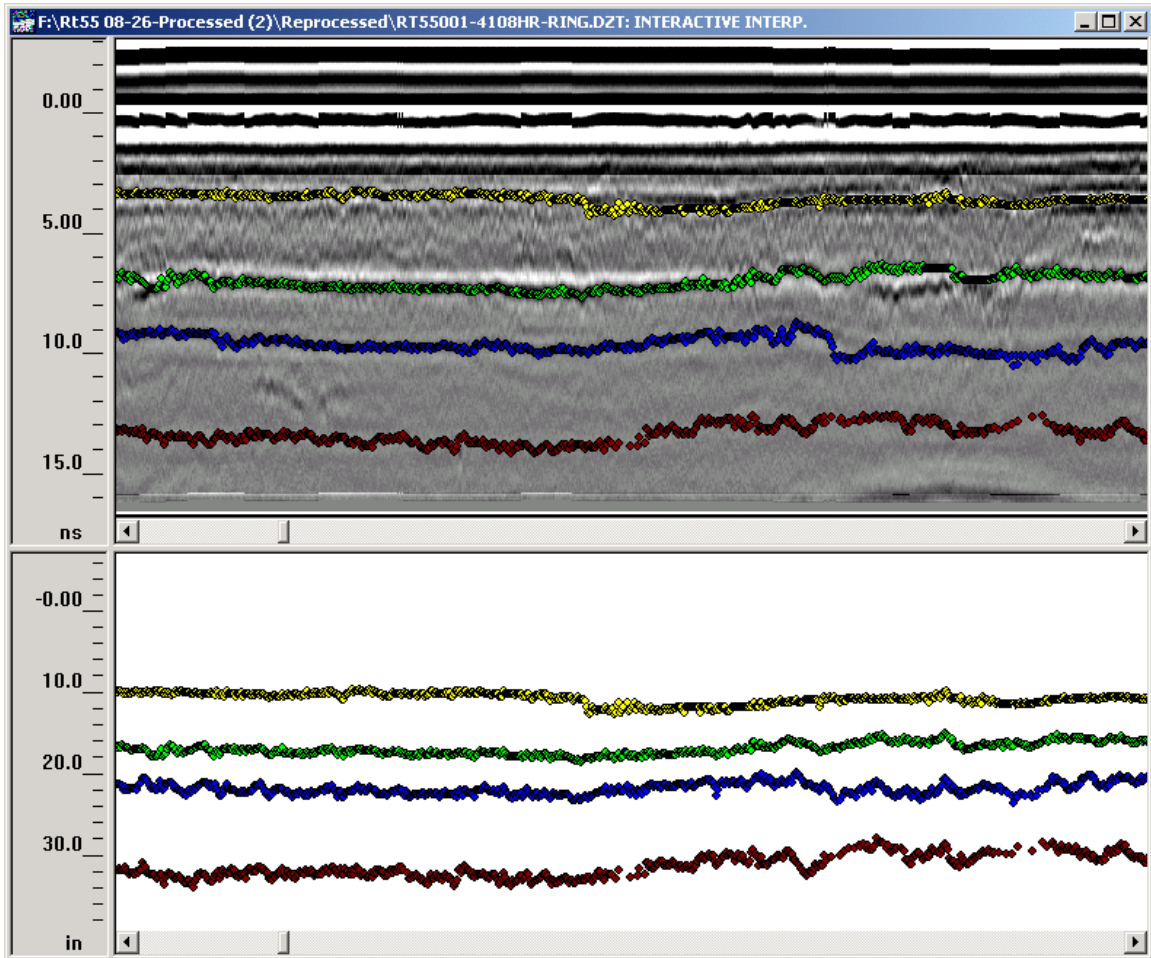 F:\Rt55 08-26-Processed (2)\Reprocessed\RT55001-4108HR-RING.DZT: INTERACTIVE INTERP.
0.00
5.00
10.0
15.0
ns
-0.00
10.0
20.0
30.0
in